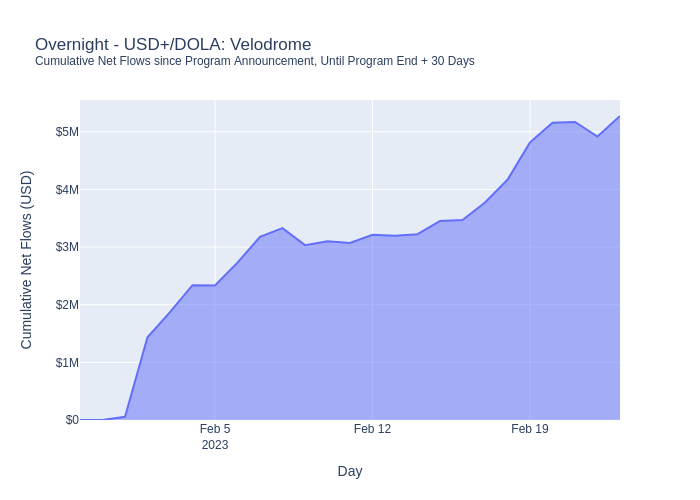 Overnight - USD+/DOLA: Velodrome
Cumulative Net Flows since Program Announcement, Until Program End + 30 Days
Cumulative Net Flows (USD)
$5M
$4M
$3M
$2M
$1M
$0
Feb 5
2023
Feb 12
Feb 19
Day